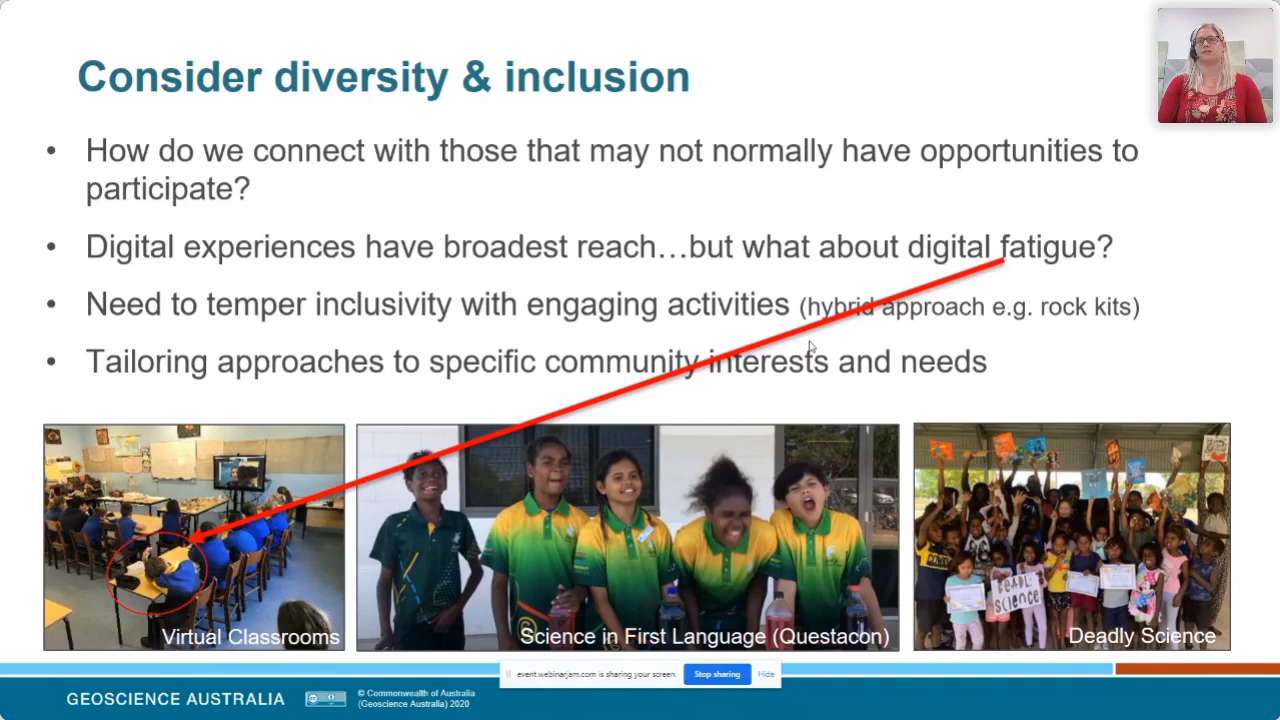 Consider diversity & inclusion
• How do we connect with those that may not normally have opportunities to
participate?
• Digital experiences have broadest reach…but what about digital fatigue?
• Need to temper inclusivity with engaging activities (hybrid approach e.g. rock kits)
• Tailoring approaches to specific community interests and needs
DEADLY
SCIENCE
Virtual Classrooms
Science in First Language (Questacon)
Deadly Science
event.webinarjam.com is sharing your screen. Stop sharing Hide
GEOSCIENCE AUSTRALIA
© Commonwealth of Australia
(Geoscience Australia) 2020